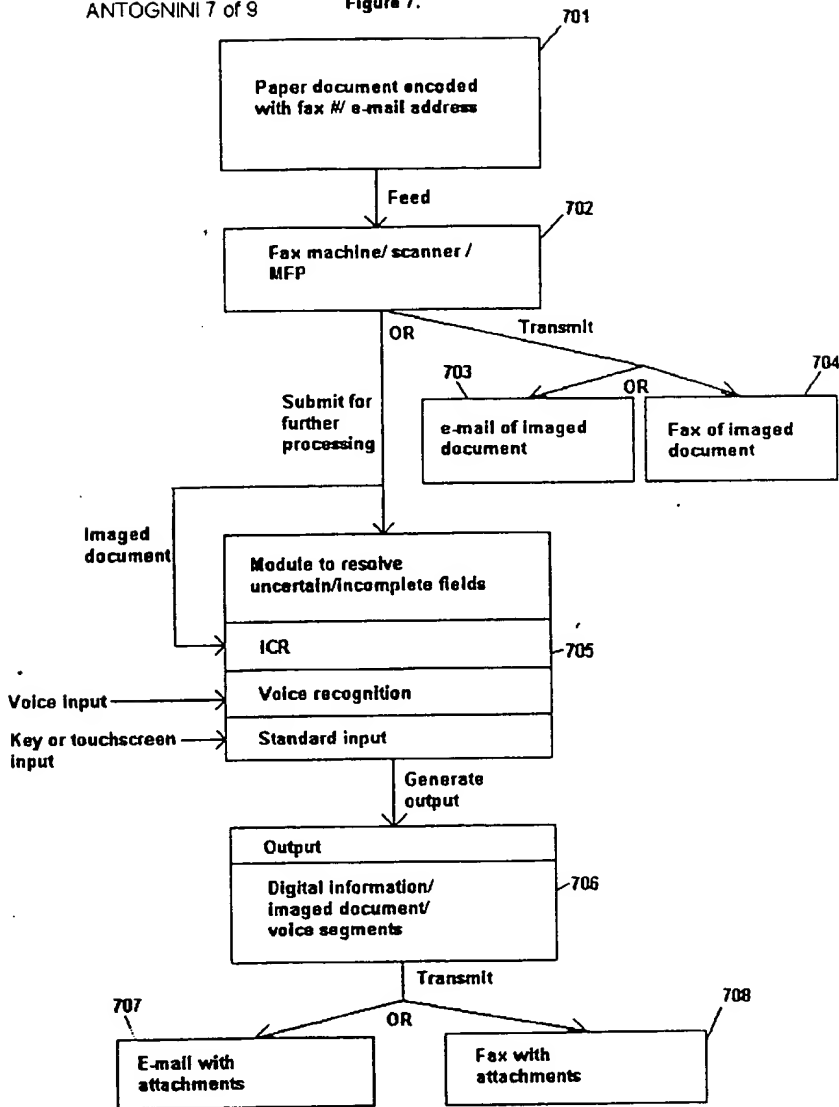 ANTOGNINI 7 of 9
Figure 7.
701
Paper document encoded
with fax #/ e-mail address
Feed
702
Fax machine/ scanner /
MFP
OR
Transmit
703
704
OR
Submit for
further
processing
e-mail of imaged
document
Fax of imaged
document
Imaged
document
Module to resolve
uncertain/incomplete fields
ICR
705
Voice input
Voice recognition
Key or touchscreen
input
Standard input
Generate
output
Output
Digital information/
imaged document/
voice segments
706
Transmit
707
708
OR
E-mail with
attachments
Fax with
attachments